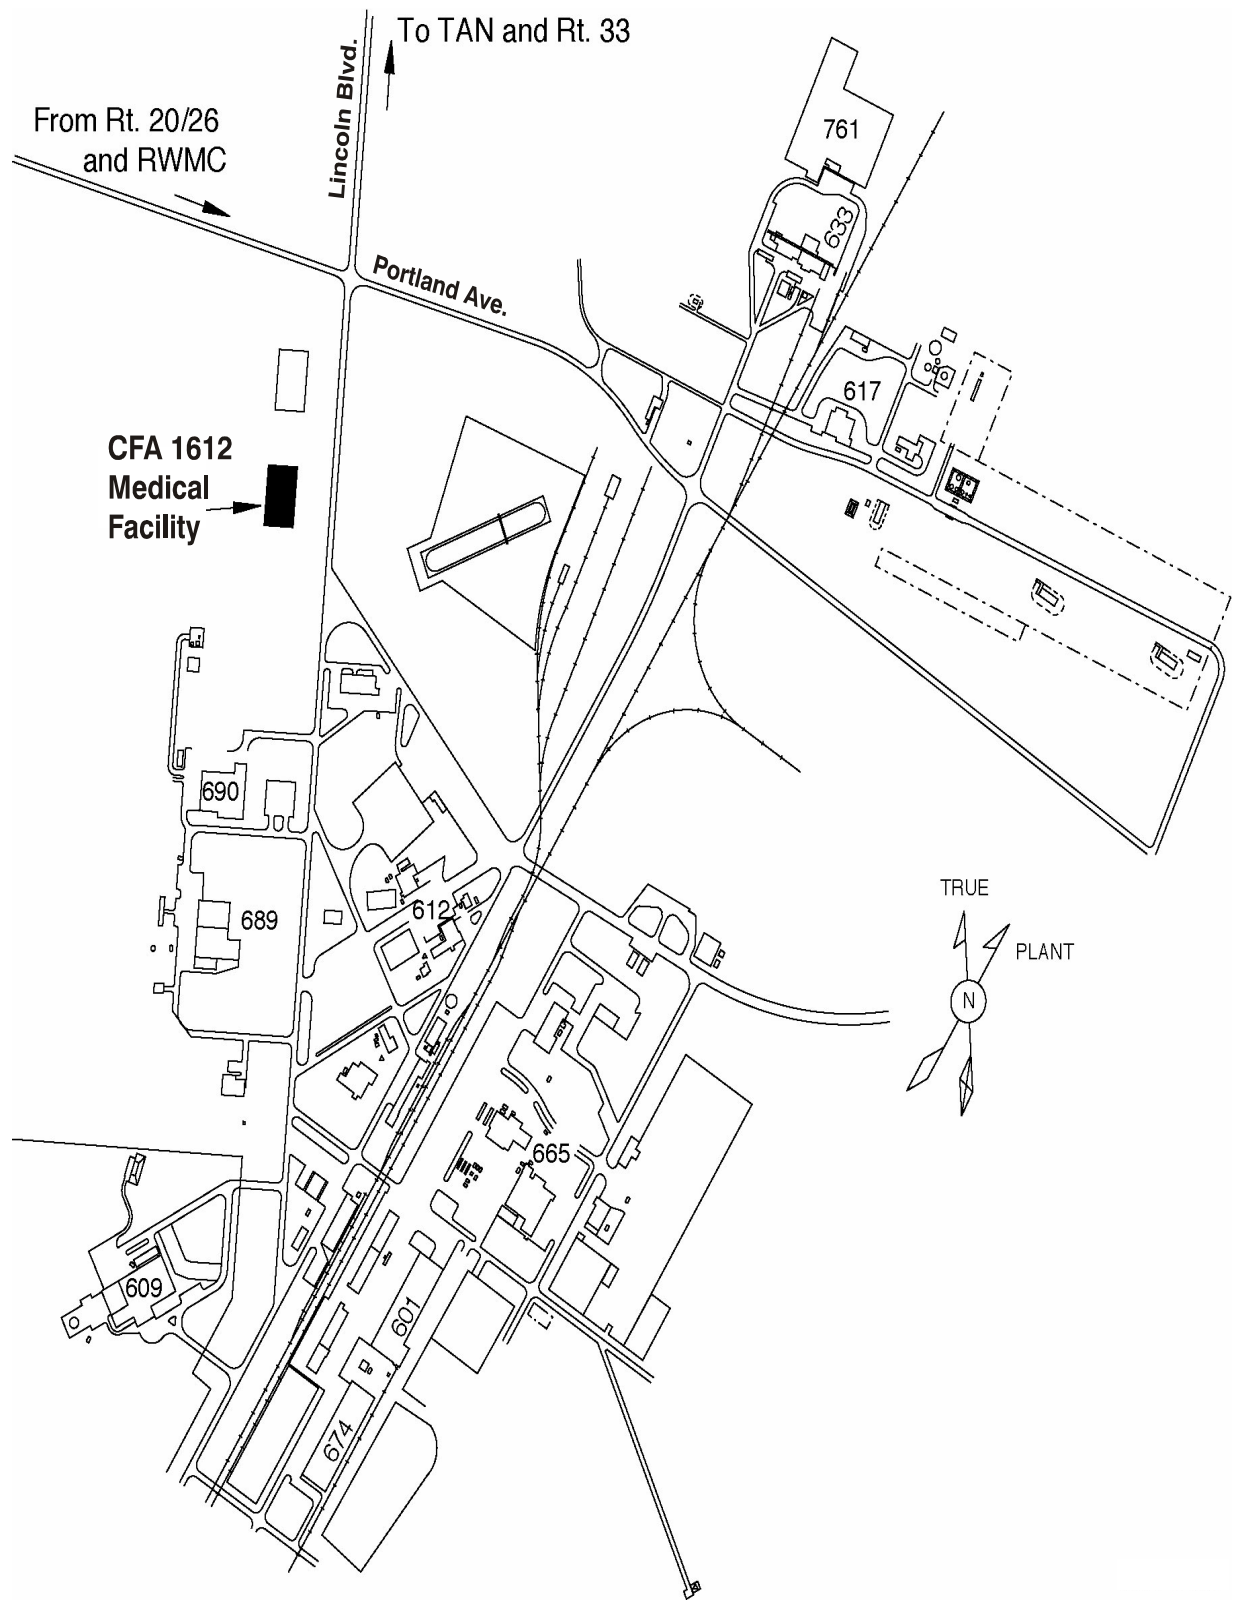 To TAN and Rt. 33
Lincoln Blvd.
From Rt. 20/26
and RWMC
Portland Ave.
761
633
617
CFA 1612
Medical
Facility
690
689
612
TRUE
PLANT
N
665
609
601
674